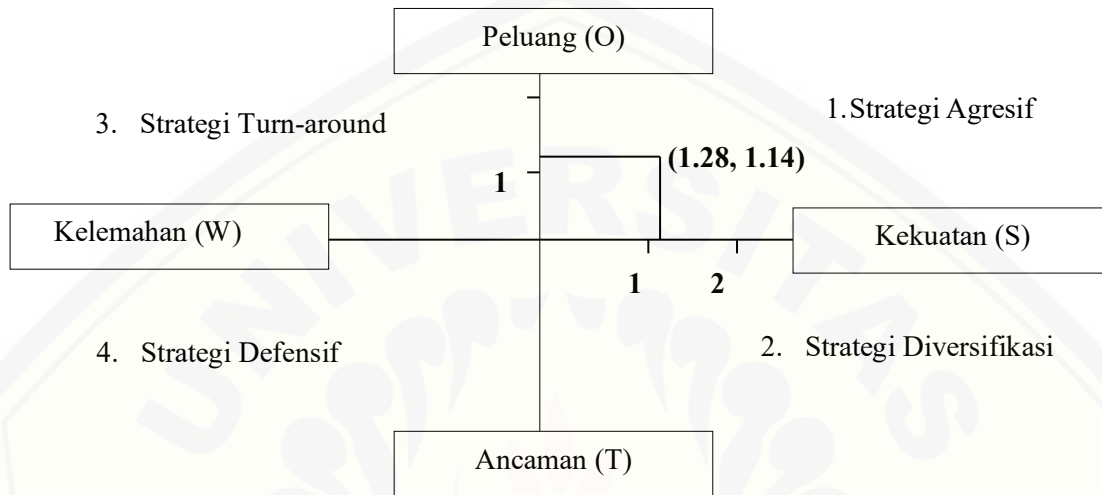 Peluang (O)
3. Strategi Turn-around
1.Strategi Agresif
(1.28, 1.14)
1
Kelemahan (W)
Kekuatan (S)
1
2
4. Strategi Defensif
2. Strategi Diversifikasi
Ancaman (T)
UNIVERSITAS